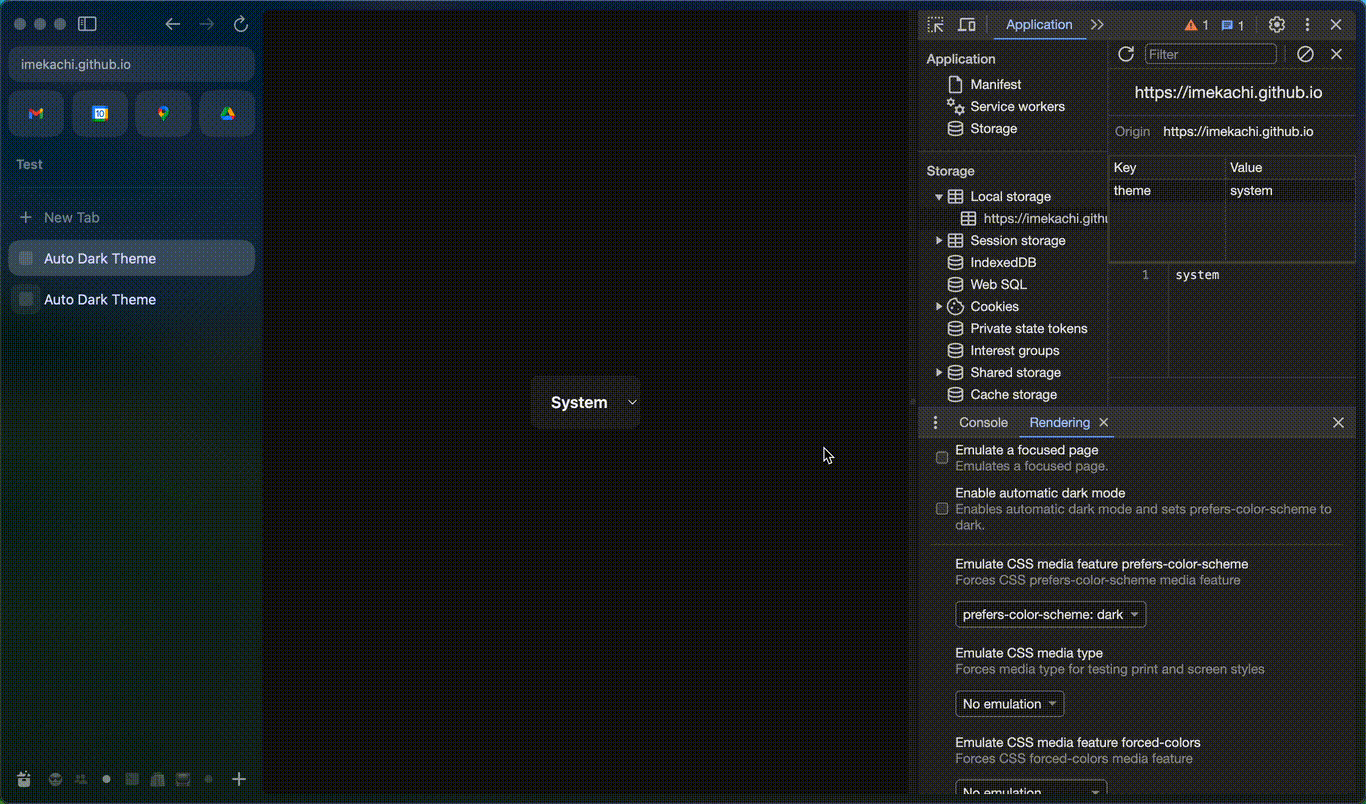 imekachi.github.io
10
Test
New Tab
Auto Dark Theme
Auto Dark Theme
System
Application
1
1
Application
Manifest
Service workers
Storage
Storage
Local storage
https://imekachi.githu
Session storage
IndexedDB
Web SQL
Cookies
Private state tokens
Interest groups
Shared storage
Cache storage
Filter
https://imekachi.github.io
Origin https://imekachi.github.io
Key Value
theme system
1 system
Console Rendering
Emulate a focused page
Emulates a focused page.
Enable automatic dark mode
Enables automatic dark mode and sets prefers-color-scheme to
dark.
Emulate CSS media feature prefers-color-scheme
Forces CSS prefers-color-scheme media feature
prefers-color-scheme: dark
Emulate CSS media type
Forces media type for testing print and screen styles
No emulation
Emulate CSS media feature forced-colors
Forces CSS forced-colors media feature
No emulation